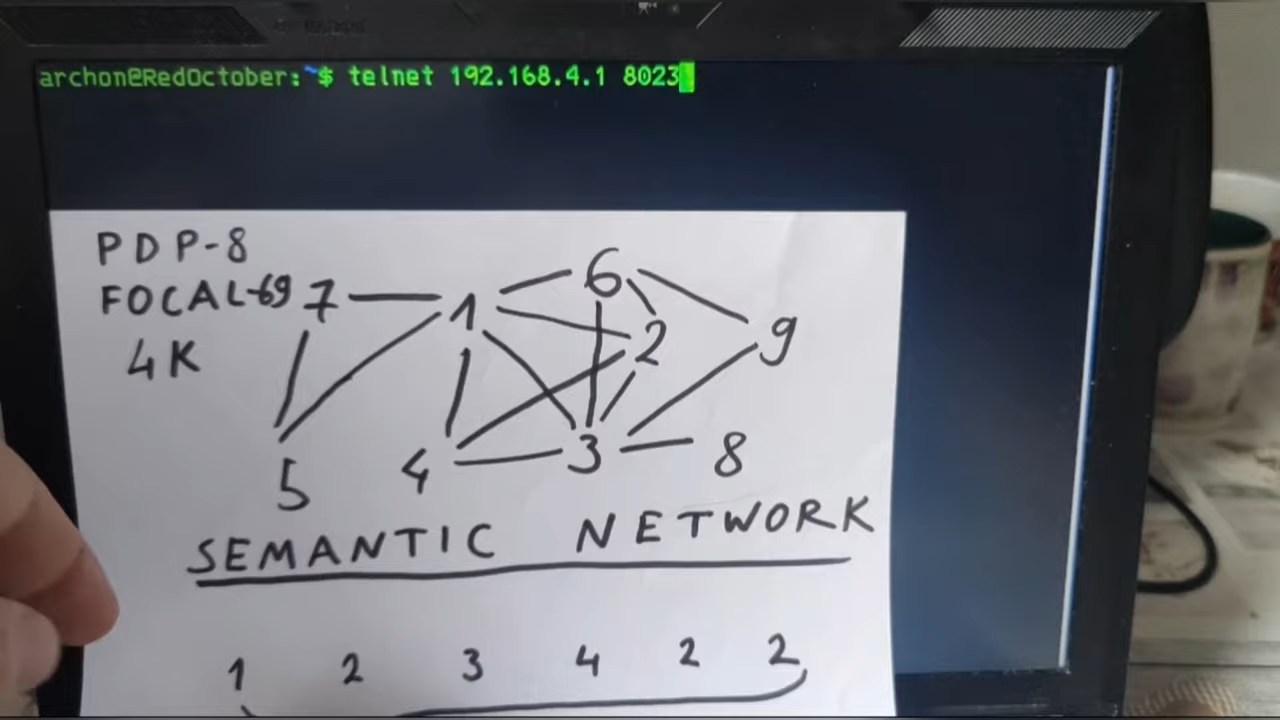 archon@RedOctober:~$ telnet 192.168.4.1 8023
PDP-8
FOCAL-69
4K
7 1 6 2 9
5 4 3 8
SEMANTIC NETWORK
1 2 3 4 2 2